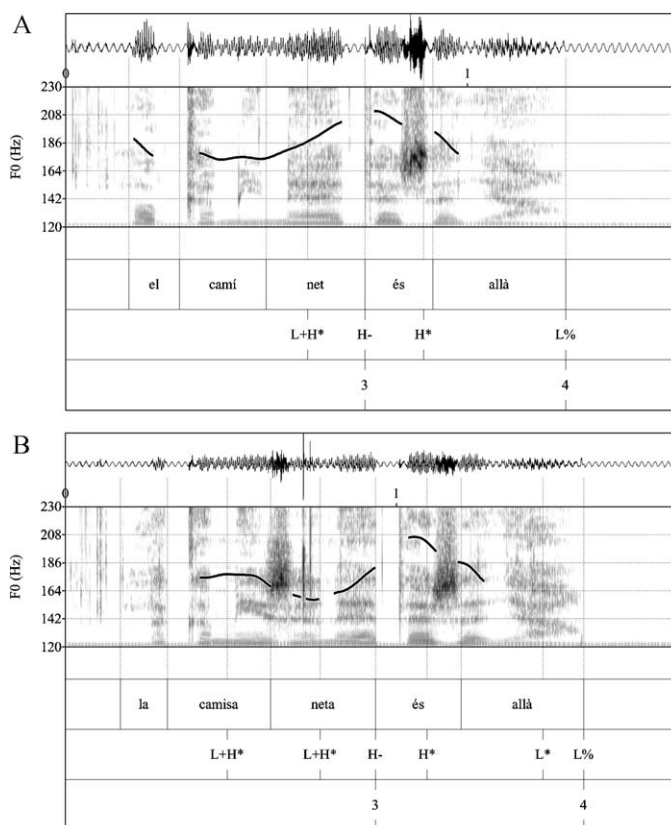 A
0 1
230
208
186
164
142
120
F0 (Hz)
el camí net és allà
L+H* H- H* L%
3 4
B
0 1
230
208
186
164
142
120
F0 (Hz)
la camisa neta és allà
L+H* L+H* H- H* L* L%
3 4